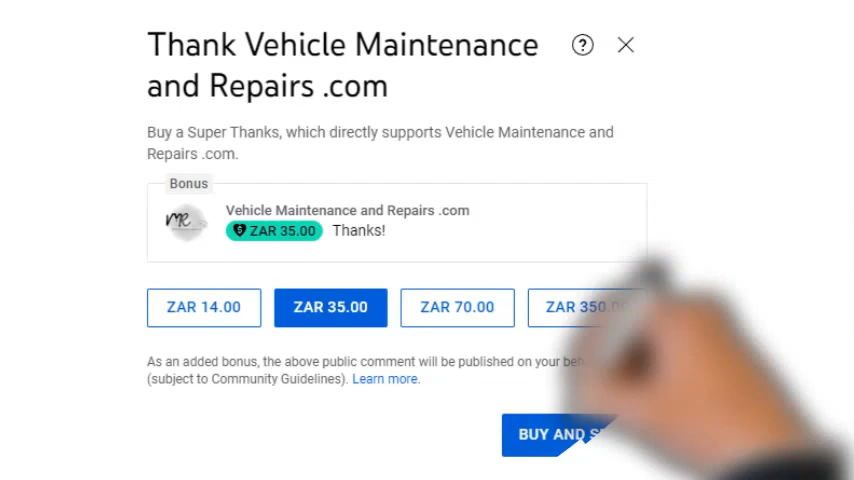 Thank Vehicle Maintenance
and Repairs .com
Buy a Super Thanks, which directly supports Vehicle Maintenance and
Repairs .com.
Bonus
Vehicle Maintenance and Repairs .com
ZAR 35.00 Thanks!
ZAR 14.00 ZAR 35.00 ZAR 70.00 ZAR 350.00
As an added bonus, the above public comment will be published on your
(subject to Community Guidelines). Learn more.
BUY AND